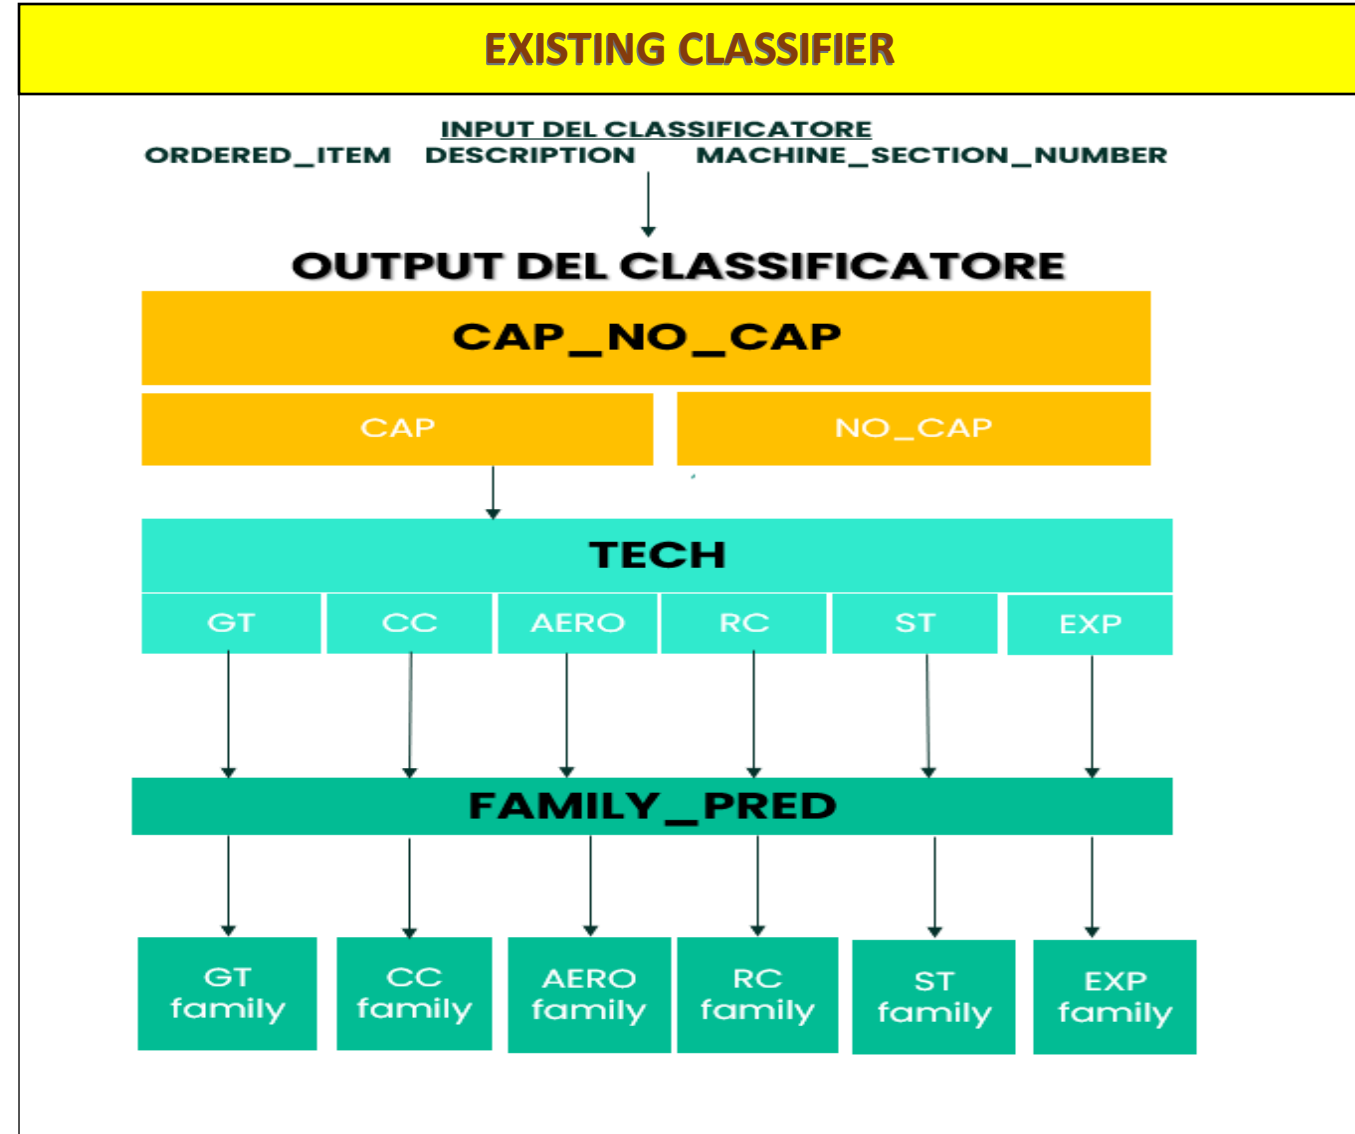 EXISTING CLASSIFIER
INPUT DEL CLASSIFICATORE
ORDERED_ITEM DESCRIPTION MACHINE_SECTION_NUMBER
OUTPUT DEL CLASSIFICATORE
CAP_NO_CAP
CAP NO_CAP
TECH
GT CC AERO RC ST EXP
FAMILY_PRED
GT family
CC family
AERO family
RC family
ST family
EXP family